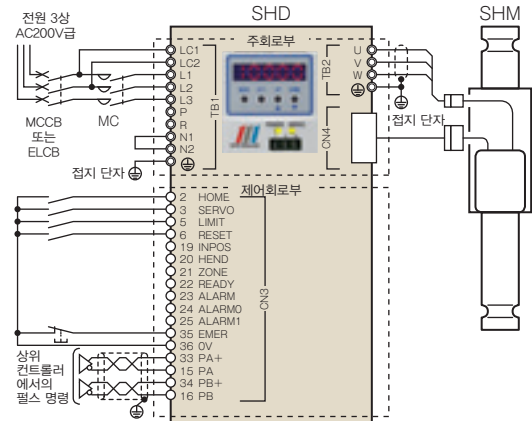 SHD
SHM
전원 3상
AC200V급
MCCB
또는
ELCB
MC
접지 단자
주회로부
LC1
LC2
L1
L2
L3
P
R
N1
N2
TB1
TB2
U
V
W
CN4
접지 단자
제어회로부
2 HOME
3 SERVO
5 LIMIT
6 RESET
19 INPOS
20 HEND
21 ZONE
22 READY
23 ALARM
24 ALARM0
25 ALARM1
35 EMER
36 0V
33 PA+
15 PA
34 PB+
16 PB
CN3
상위
컨트롤러
에서의
펄스 명령